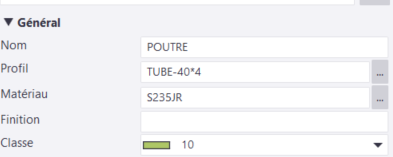 Général
Nom POUTRE
Profil TUBE-40*4 ...
Matériau S235JR ...
Finition
Classe 10